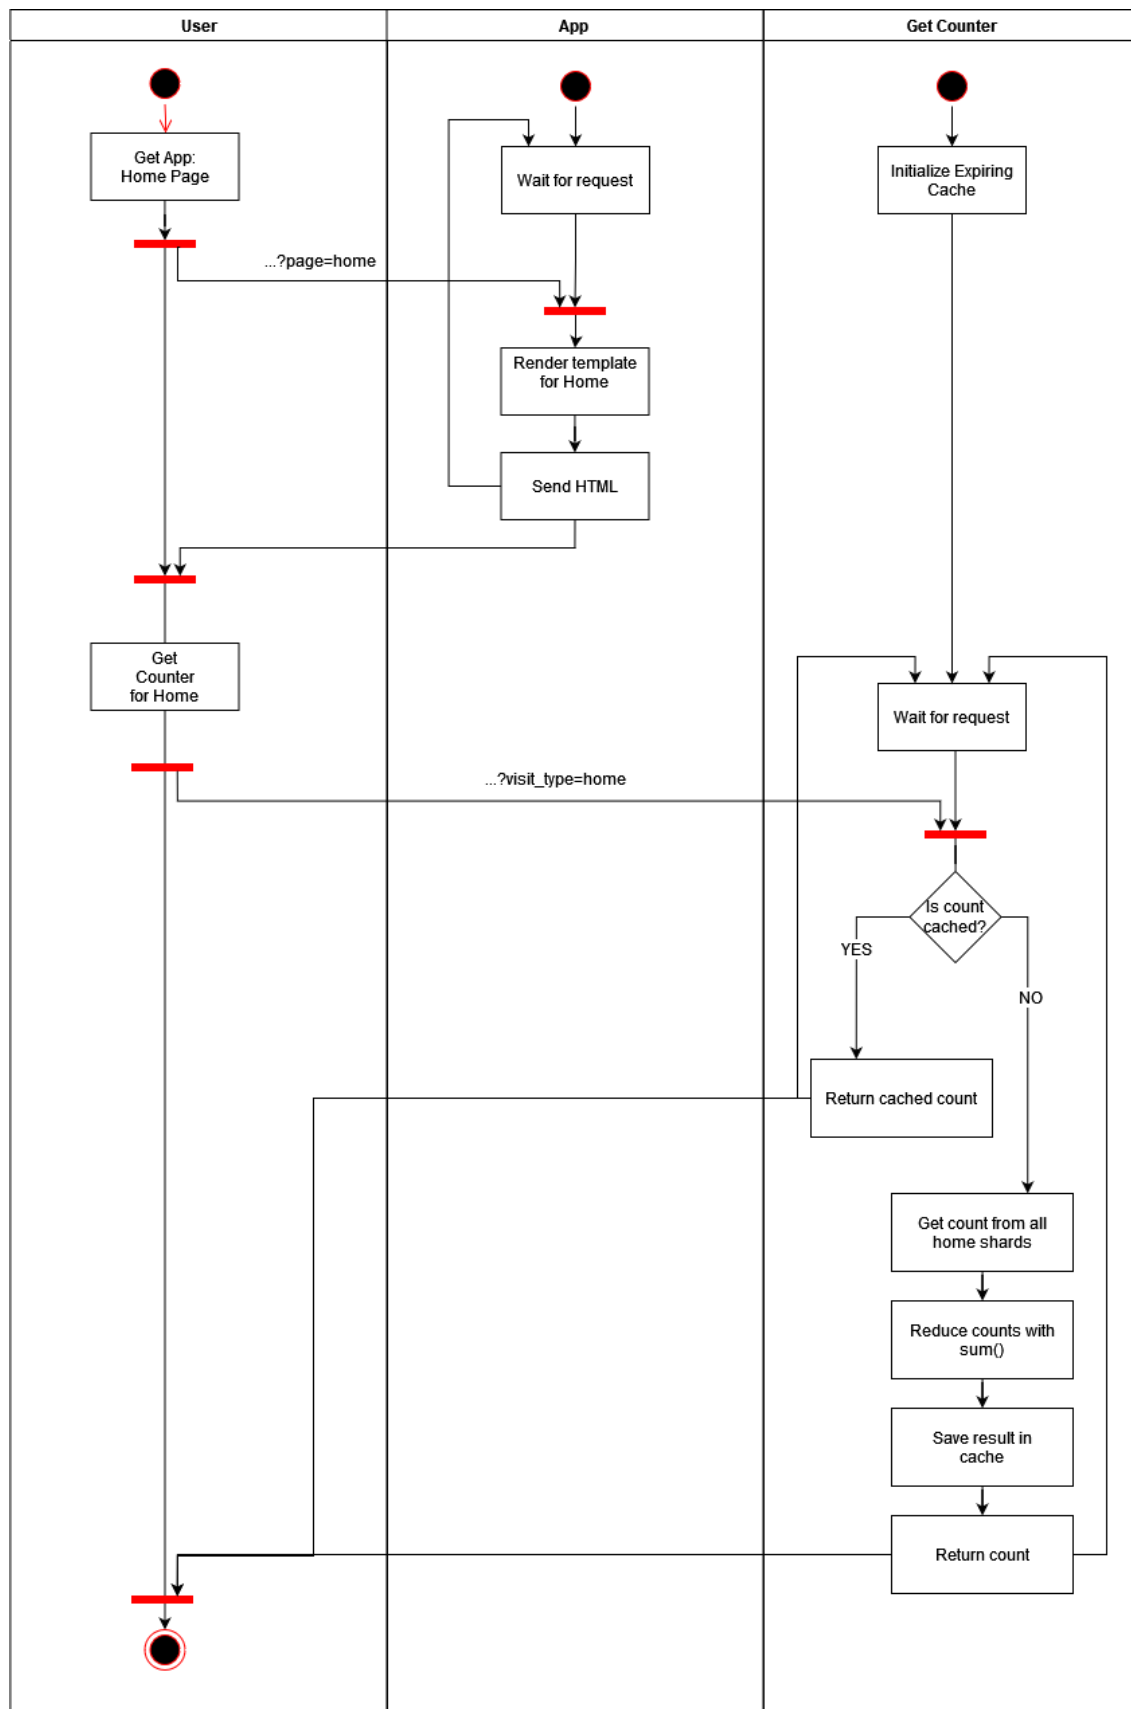 User
App
Get Counter
Get App:
Home Page
Wait for request
Initialize Expiring
Cache
...?page=home
Render template
for Home
Send HTML
Get
Counter
for Home
Wait for request
...?visit_type=home
Is count
cached?
YES
NO
Return cached count
Get count from all
home shards
Reduce counts with
sum()
Save result in
cache
Return count